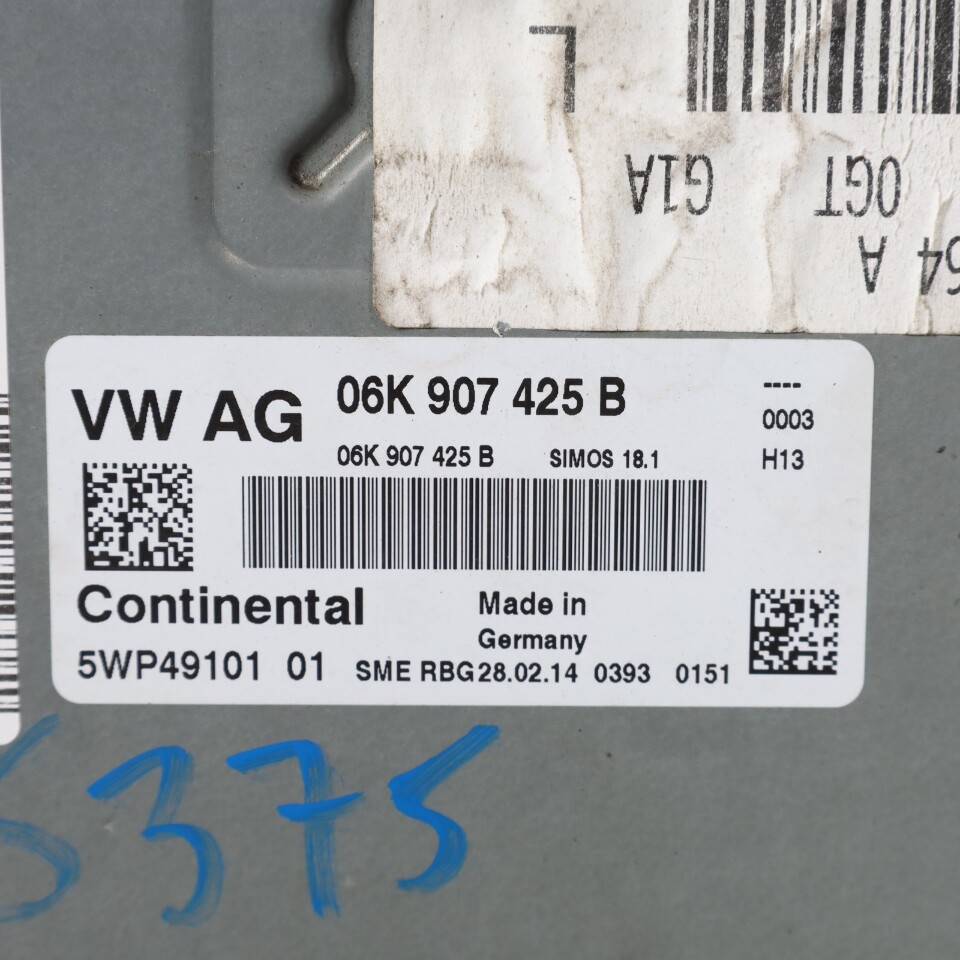 L
G1A 0GT
64 A
VW AG 06K 907 425 B ----
0003
06K 907 425 B SIMOS 18.1 H13
Continental Made in
Germany
5WP49101 01 SME RBG28.02.14 0393 0151
5375